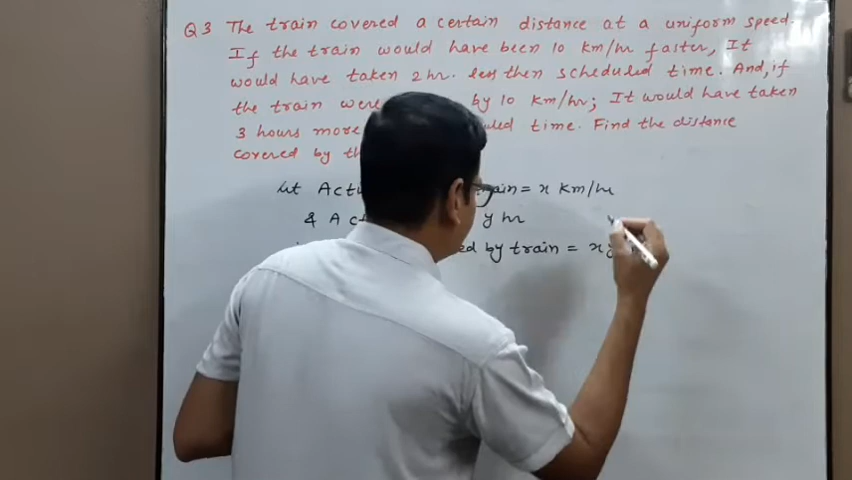 Q3 The train covered a certain distance at a uniform speed.
If the train would have been 10 km/hr faster, It
would have taken 2 hr. less then scheduled time. And, if
the train were by 10 km/hr; It would have taken
3 hours more time. Find the distance
covered by
Let = x km/hr
& y hr
by train = x